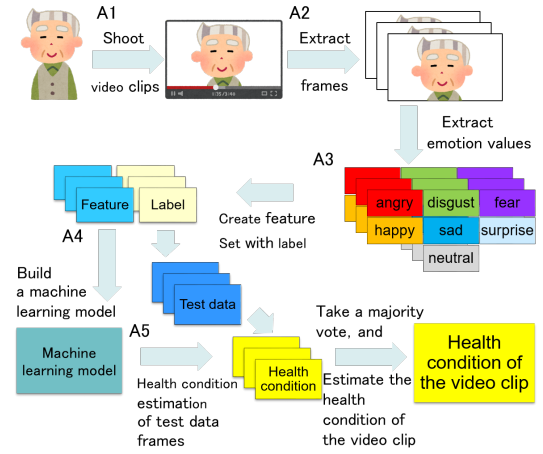 A1
Shoot
video clips
A2
Extract
frames
Extract
emotion values
A3
angry
disgust
fear
happy
sad
surprise
neutral
Feature
Label
Create feature
Set with label
A4
Build
a machine
learning model
Test data
Machine
learning model
A5
Health condition
estimation
of test data
frames
Health
condition
Take a majority
vote, and
Estimate the
health
condition of
the video clip
Health
condition of
the video clip